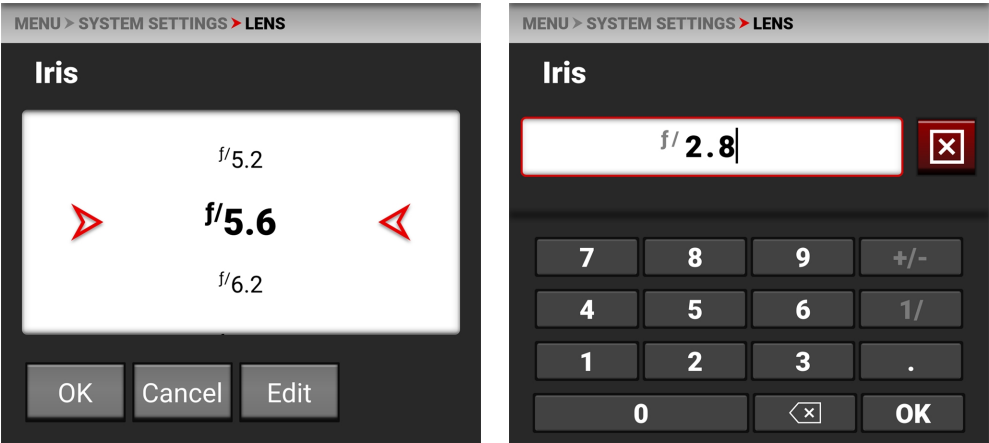 MENU > SYSTEM SETTINGS > LENS
Iris
ƒ/5.2
ƒ/5.6
ƒ/6.2
OK Cancel Edit
MENU > SYSTEM SETTINGS > LENS
Iris
ƒ/ 2.8
7 8 9 +/-
4 5 6 1/
1 2 3 .
0 OK